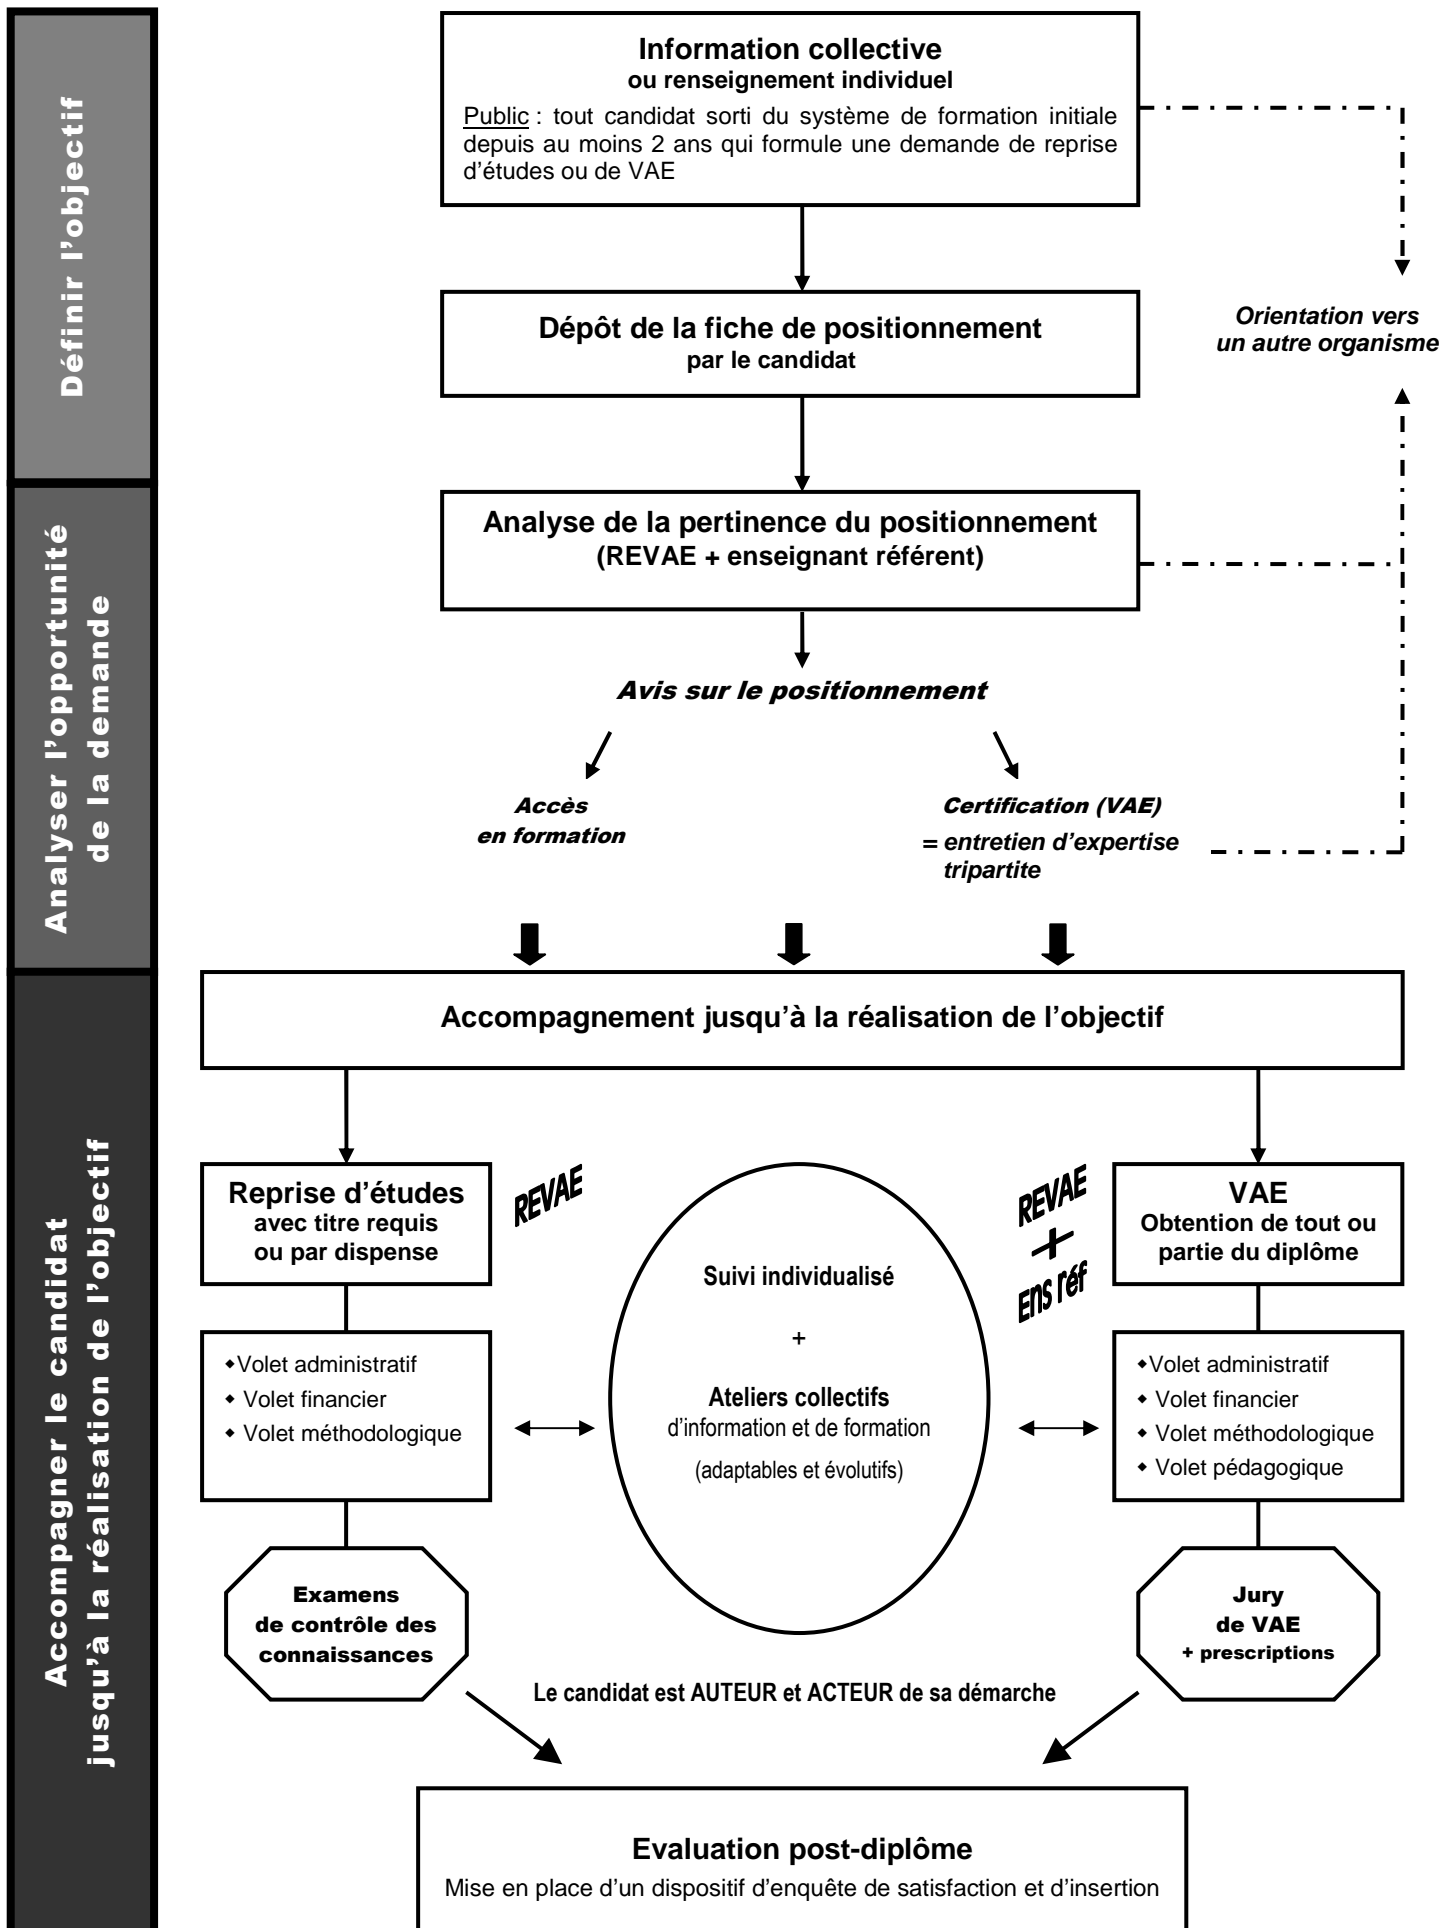 Définir l’objectif
Information collective
ou renseignement individuel
Public : tout candidat sorti du système de formation initiale
depuis au moins 2 ans qui formule une demande de reprise
d’études ou de VAE
Dépôt de la fiche de positionnement
par le candidat
Orientation vers
un autre organisme
Analyser l’opportunité
de la demande
Analyse de la pertinence du positionnement
(REVAE + enseignant référent)
Avis sur le positionnement
Accès
en formation
Certification (VAE)
= entretien d’expertise
tripartite
Accompagner le candidat
jusqu’à la réalisation de l’objectif
Accompagnement jusqu’à la réalisation de l’objectif
Reprise d’études
avec titre requis
ou par dispense
REVAE
◆Volet administratif
◆ Volet financier
◆ Volet méthodologique
Examens
de contrôle des
connaissances
Suivi individualisé
+
Ateliers collectifs
d’information et de formation
(adaptables et évolutifs)
REVAE
+
Ens réf
VAE
Obtention de tout ou
partie du diplôme
◆Volet administratif
◆ Volet financier
◆ Volet méthodologique
◆ Volet pédagogique
Jury
de VAE
+ prescriptions
Le candidat est AUTEUR et ACTEUR de sa démarche
Evaluation post-diplôme
Mise en place d’un dispositif d’enquête de satisfaction et d’insertion